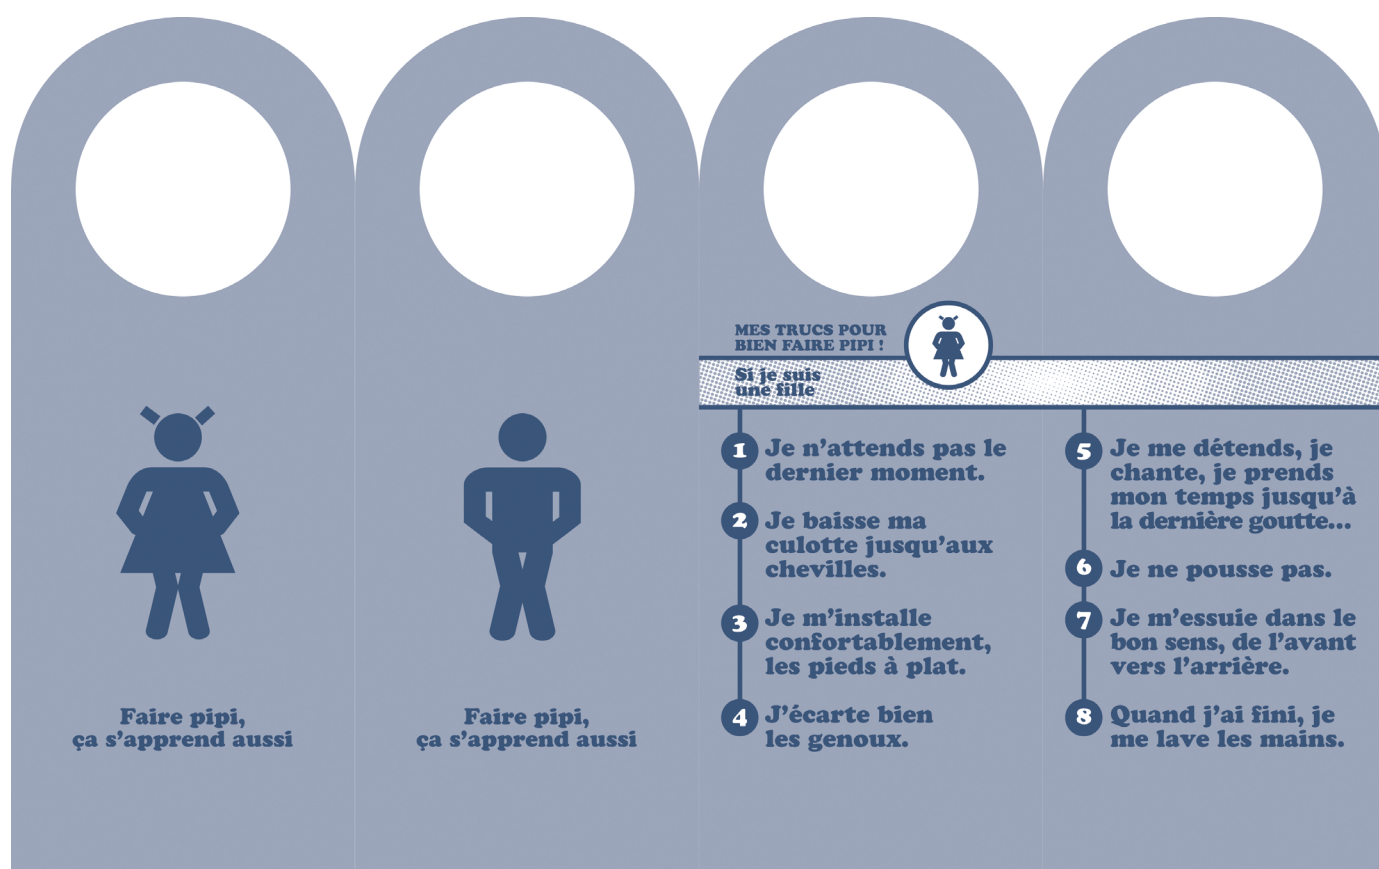 Faire pipi,
ça s'apprend aussi
Faire pipi,
ça s'apprend aussi
MES TRUCS POUR
BIEN FAIRE PIPI !
Si je suis
une fille
1 Je n'attends pas le
dernier moment.
2 Je baisse ma
culotte jusqu'aux
chevilles.
3 Je m'installe
confortablement,
les pieds à plat.
4 J'écarte bien
les genoux.
5 Je me détends, je
chante, je prends
mon temps jusqu'à
la dernière goutte...
6 Je ne pousse pas.
7 Je m'essuie dans le
bon sens, de l'avant
vers l'arrière.
8 Quand j'ai fini, je
me lave les mains.